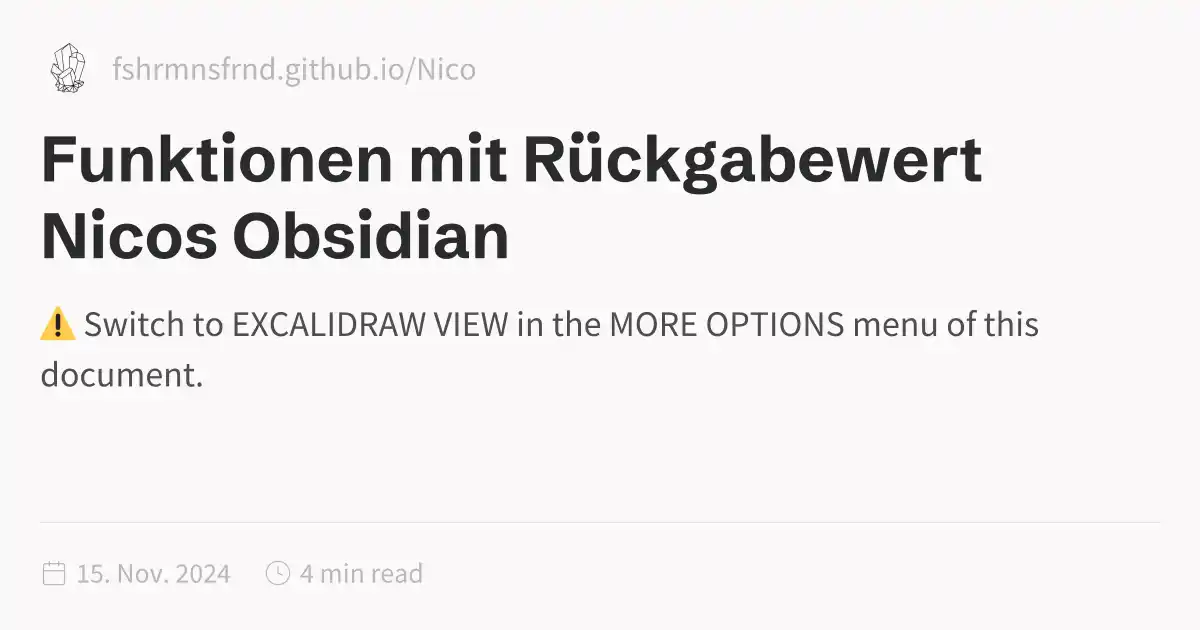 fshrmnsfrnd.github.io/Nico
Funktionen mit Rückgabewert
Nicos Obsidian
⚠️ Switch to EXCALIDRAW VIEW in the MORE OPTIONS menu of this
document.
15. Nov. 2024 4 min read